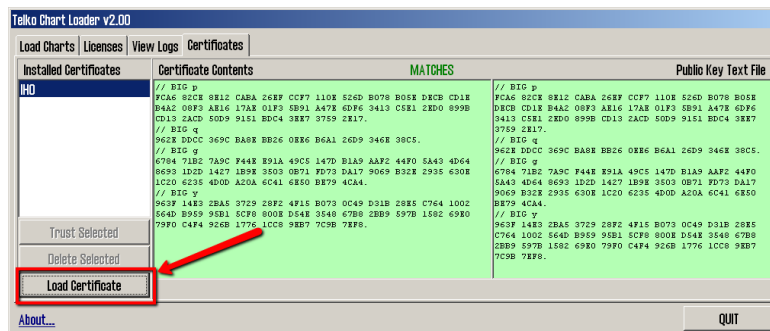 Telko Chart Loader v2.00
Load Charts Licenses View Logs Certificates
Installed Certificates
IHO
Trust Selected
Delete Selected
Load Certificate
Certificate Contents MATCHES Public Key Text File
// BIG p
FCA6 82CE 8E12 CABA 26EF CCF7 110E 526D B078 B05E DECB CD1E
B4A2 08F3 AE16 17AE 01F3 5B91 A47E 6DF6 3413 C5E1 2ED0 899B
CD13 2ACD 50D9 9151 BDC4 3EE7 3759 2E17.
// BIG q
962E DDCC 369C BA8E BB26 0EE6 B6A1 26D9 346E 38C5.
// BIG g
6784 71B2 7A9C F44E E91A 49C5 147D B1A9 AAF2 44F0 5A43 4D64
8693 1D2D 1427 1B9E 3503 0B71 FD73 DA17 9069 B32E 2935 630E
1C20 6235 4D0D A20A 6C41 6E50 BE79 4CA4.
// BIG y
963F 14E3 2BA5 3729 28F2 4F15 B073 0C49 D31B 28E5 C764 1002
564D B959 95B1 5CF8 800E D54E 3548 67B8 2BB9 597B 1582 69E0
79F0 C4F4 926B 1776 1CC8 9EB7 7C9B 7EF8.
// BIG p
FCA6 82CE 8E12 CABA 26EF CCF7 110E 526D B078 B05E
DECB CD1E B4A2 08F3 AE16 17AE 01F3 5B91 A47E 6DF6
3413 C5E1 2ED0 899B CD13 2ACD 50D9 9151 BDC4 3EE7
3759 2E17.
// BIG q
962E DDCC 369C BA8E BB26 0EE6 B6A1 26D9 346E 38C5.
// BIG g
6784 71B2 7A9C F44E E91A 49C5 147D B1A9 AAF2 44F0
5A43 4D64 8693 1D2D 1427 1B9E 3503 0B71 FD73 DA17
9069 B32E 2935 630E 1C20 6235 4D0D A20A 6C41 6E50
BE79 4CA4.
// BIG y
963F 14E3 2BA5 3729 28F2 4F15 B073 0C49 D31B 28E5
C764 1002 564D B959 95B1 5CF8 800E D54E 3548 67B8
2BB9 597B 1582 69E0 79F0 C4F4 926B 1776 1CC8 9EB7
7C9B 7EF8.
About... QUIT